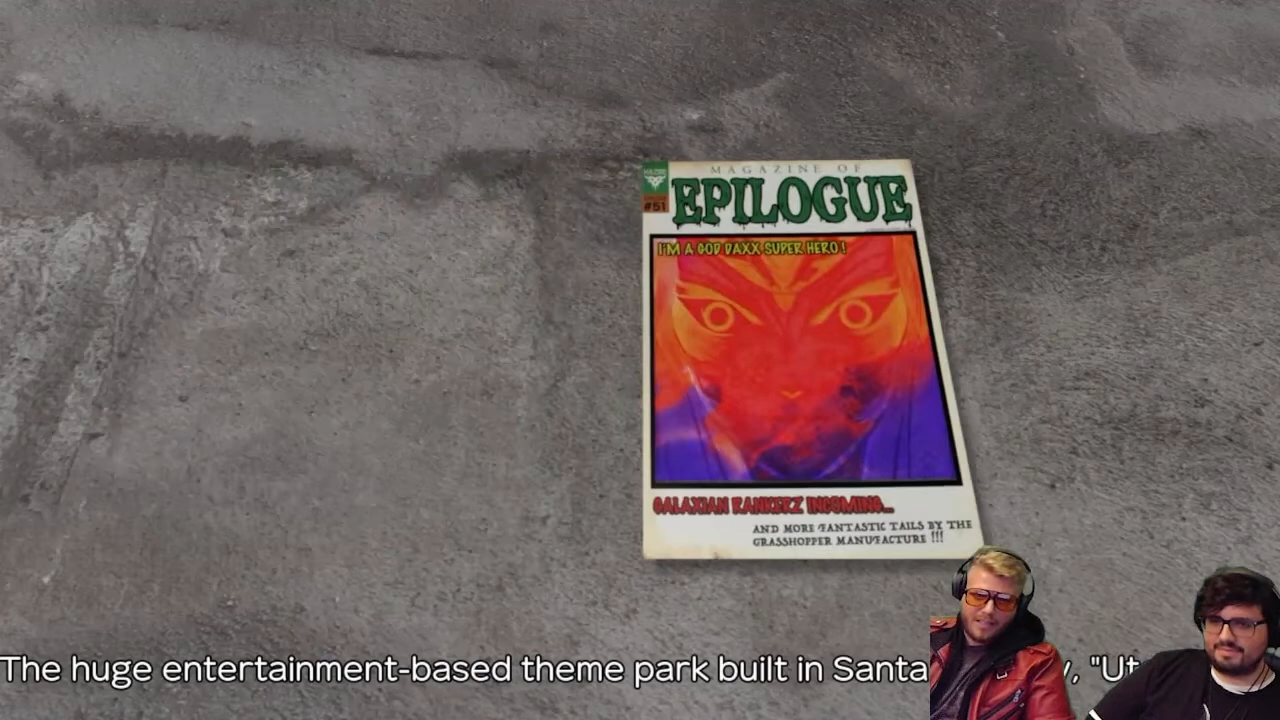 MAGAZINE OF
EPILOGUE
#51
I'M A GOD DAXX SUPER HERO !
GALAXIAN RANKERZ INCOMING...
AND MORE FANTASTIC TAILS BY THE
GRASSHOPPER MANUFACTURE !!!
The huge entertainment-based theme park built in Santa